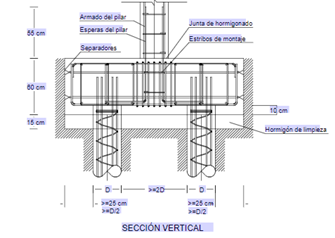 Armado del pilar
Junta de hormigonado
Esperas del pilar
Estribos de montaje
55 cm
Separadores
60 cm
10 cm
15 cm
Hormigón de limpieza
D
>=2D
D
>=25 cm
>=25 cm
>=D/2
>=D/2
SECCIÓN VERTICAL